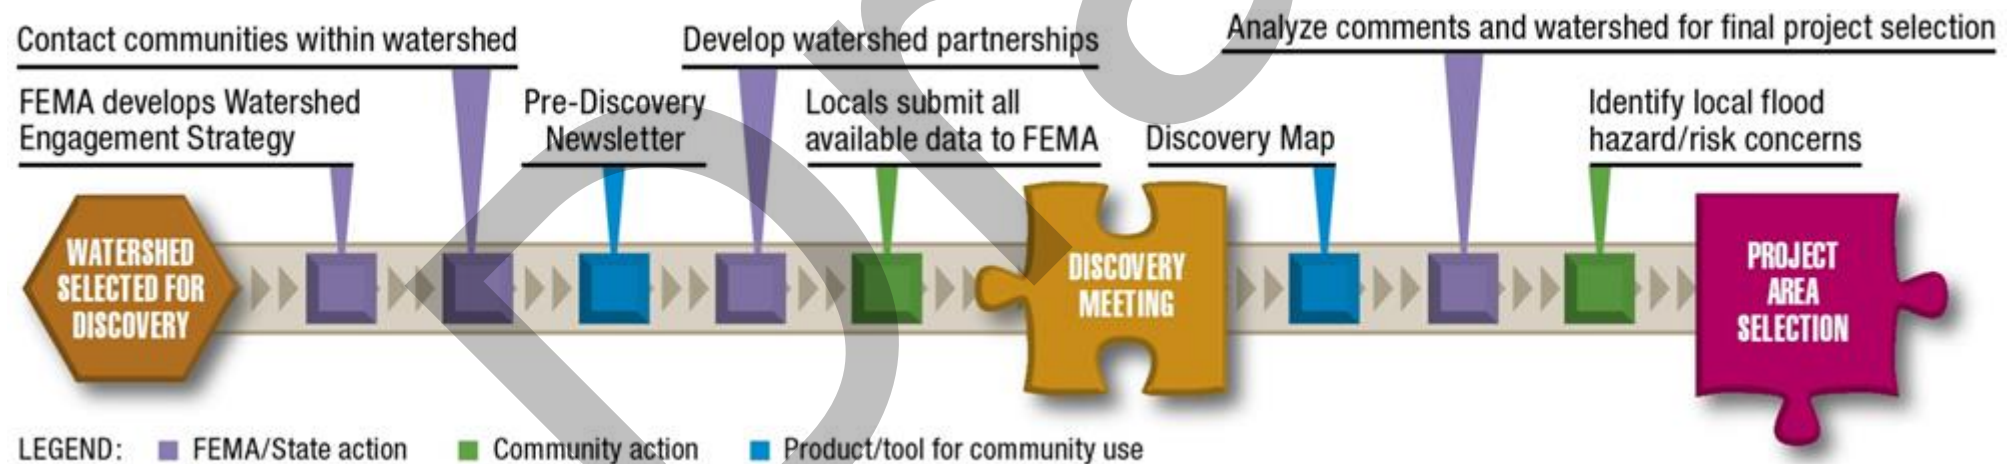 Contact communities within watershed
FEMA develops Watershed
Engagement Strategy
Pre-Discovery
Newsletter
Develop watershed partnerships
Locals submit all
available data to FEMA
Discovery Map
Analyze comments and watershed for final project selection
Identify local flood
hazard/risk concerns
WATERSHED
SELECTED FOR
DISCOVERY
DISCOVERY
MEETING
PROJECT
AREA
SELECTION
LEGEND: FEMA/State action Community action Product/tool for community use